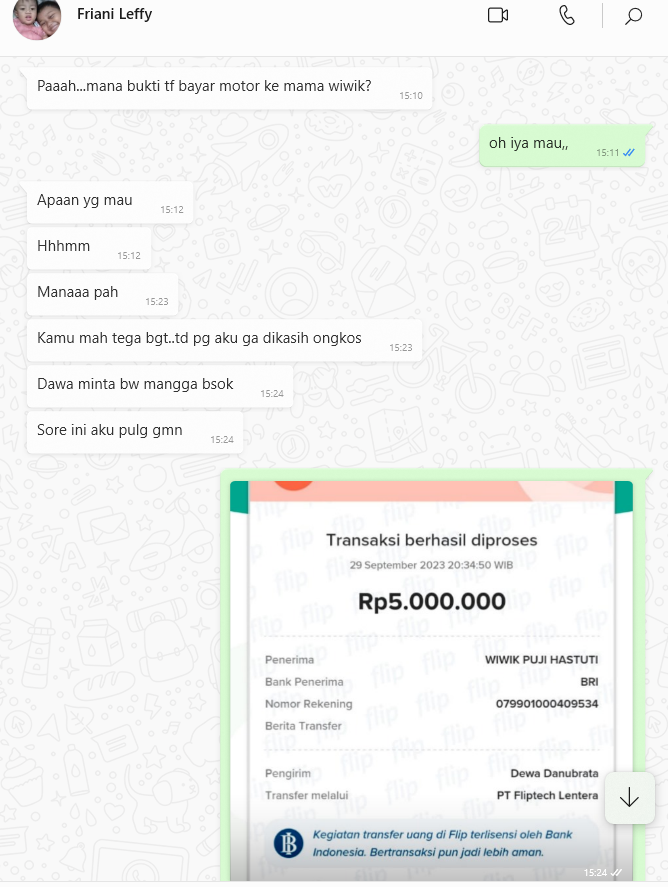 Friani Leffy
Paaah...mana bukti tf bayar motor ke mama wiwik?
15:10
oh iya mau,,
15:11
Apaan yg mau
15:12
Hhhmm
15:12
Manaaa pah
15:23
Kamu mah tega bgt..td pg aku ga dikasih ongkos
15:23
Dawa minta bw mangga bsok
15:24
Sore ini aku pulg gmn
15:24
Transaksi berhasil diproses
29 September 2023 20:34:50 WIB
Rp5.000.000
Penerima WIWIK PUJI HASTUTI
Bank Penerima BRI
Nomor Rekening 079901000409534
Berita Transfer
Pengirim Dewa Danubrata
Transfer melalui PT Fliptech Lentera
Kegiatan transfer uang di Flip terlisensi oleh Bank
Indonesia. Bertransaksi pun jadi lebih aman.
15:24